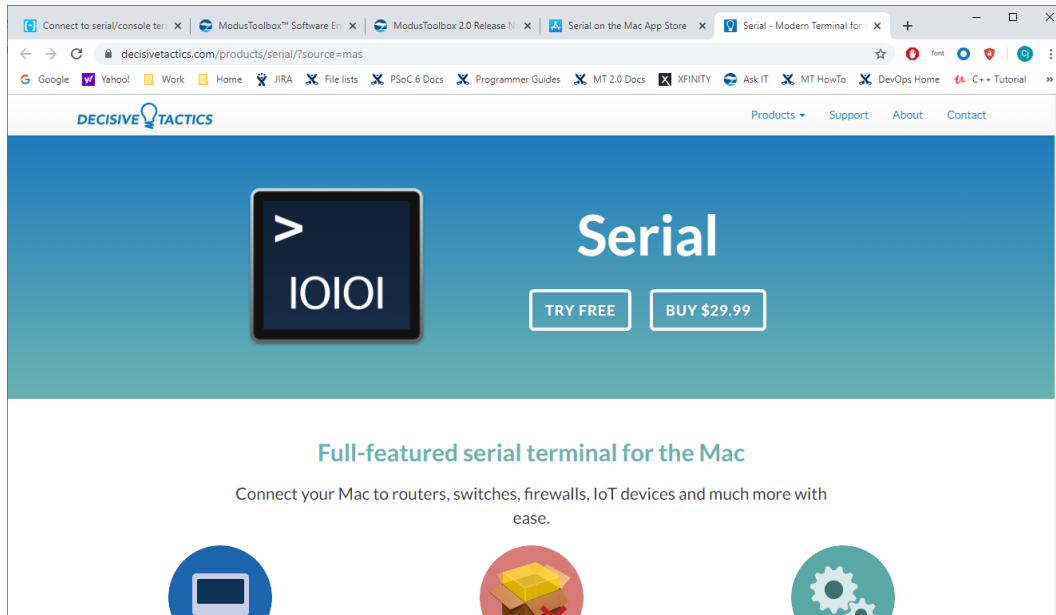 Connect to serial/console ter
ModusToolbox™ Software En
ModusToolbox 2.0 Release N
Serial on the Mac App Store
Serial - Modern Terminal for
decisivetactics.com/products/serial/?source=mas
font
Cj
Google Yahoo! Work Home JIRA File lists PSoC 6 Docs Programmer Guides MT 2.0 Docs XFINITY Ask IT MT HowTo DevOps Home C++ Tutorial »
DECISIVE TACTICS
Products Support About Contact
>
IOIOI
Serial
TRY FREE BUY $29.99
Full-featured serial terminal for the Mac
Connect your Mac to routers, switches, firewalls, IoT devices and much more with
ease.